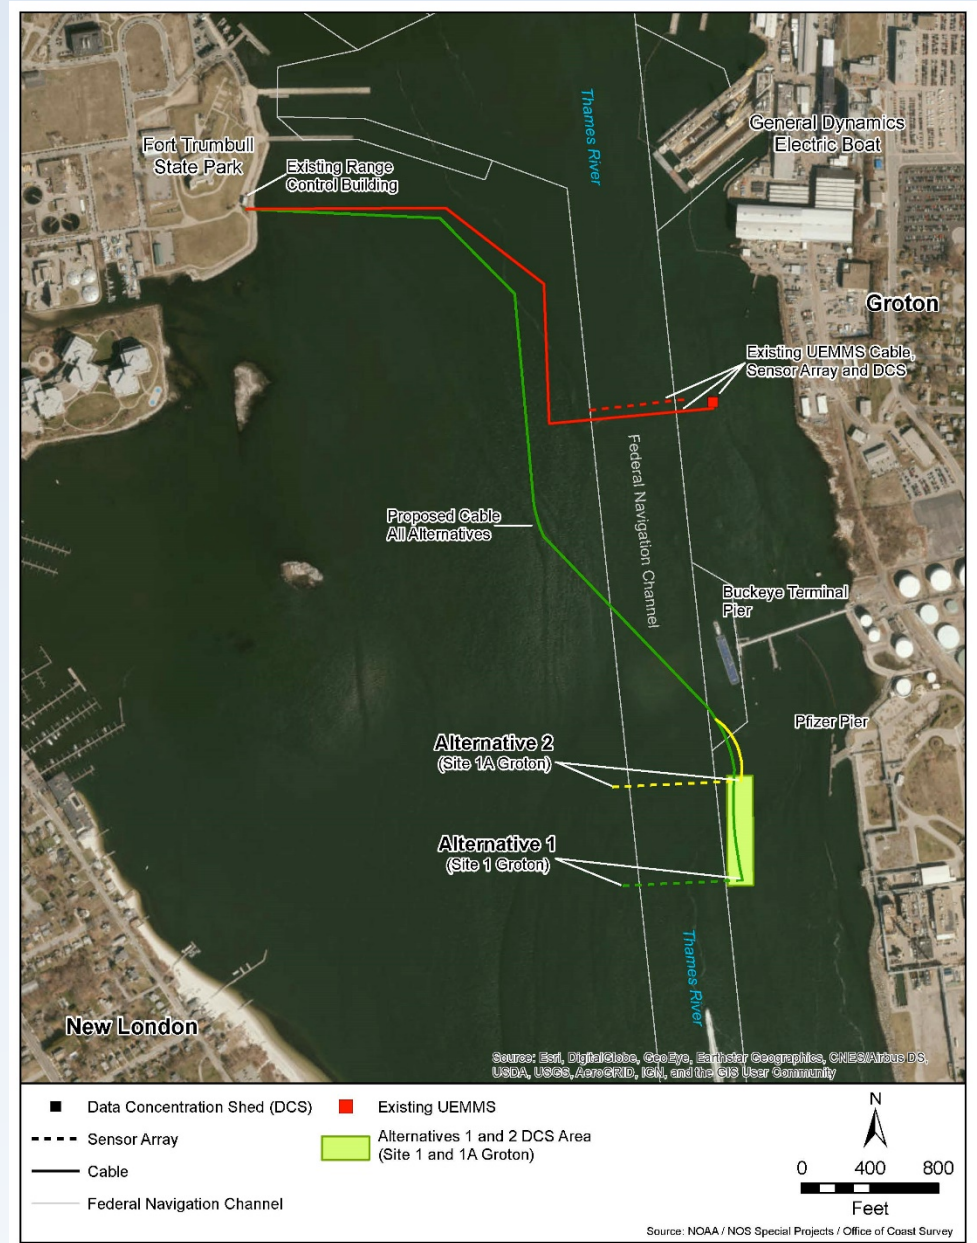 Thames River
General Dynamics
Electric Boat
Fort Trumbull
State Park
Existing Range
Control Building
Groton
Existing UEMMS Cable,
Sensor Array and DCS
Federal Navigation Channel
Proposed Cable
All Alternatives
Buckeye Terminal
Pier
Pfizer Pier
Alternative 2
(Site 1A Groton)
Alternative 1
(Site 1 Groton)
Thames River
New London
Source: Esri, DigitalGlobe, GeoEye, Earthstar Geographics, CNES/Airbus DS,
USDA, USGS, AeroGRID, IGN, and the GIS User Community
Data Concentration Shed (DCS)
Sensor Array
Cable
Federal Navigation Channel
Existing UEMMS
Alternatives 1 and 2 DCS Area
(Site 1 and 1A Groton)
N
0 400 800
Feet
Source: NOAA / NOS Special Projects / Office of Coast Survey